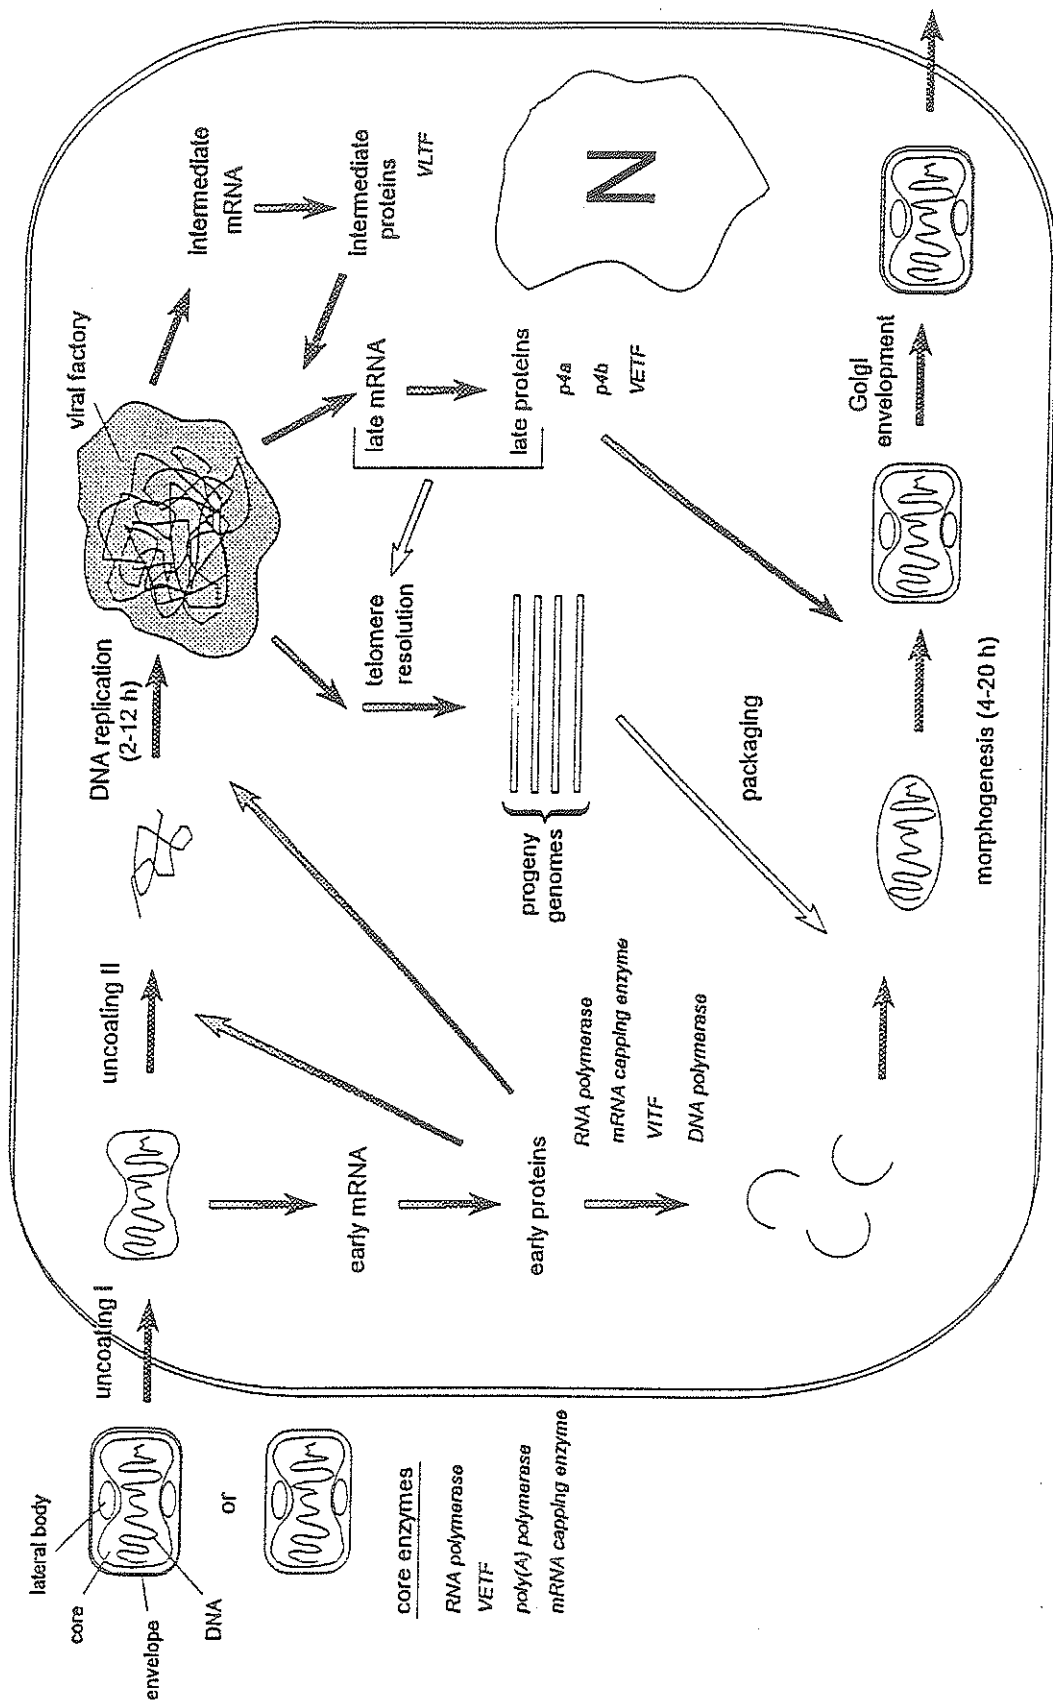 lateral body
core
envelope
DNA
or
core enzymes
RNA polymerase
VETF
poly(A) polymerase
mRNA capping enzyme
uncoating I
uncoating II
DNA replication
(2-12 h)
viral factory
early mRNA
early proteins
RNA polymerase
mRNA capping enzyme
VITF
DNA polymerase
telomere
resolution
progeny
genomes
packaging
Intermediate
mRNA
Intermediate
proteins
VLTF
late mRNA
late proteins
p4a
p4b
VETF
N
morphogenesis (4-20 h)
Golgi
envelopment